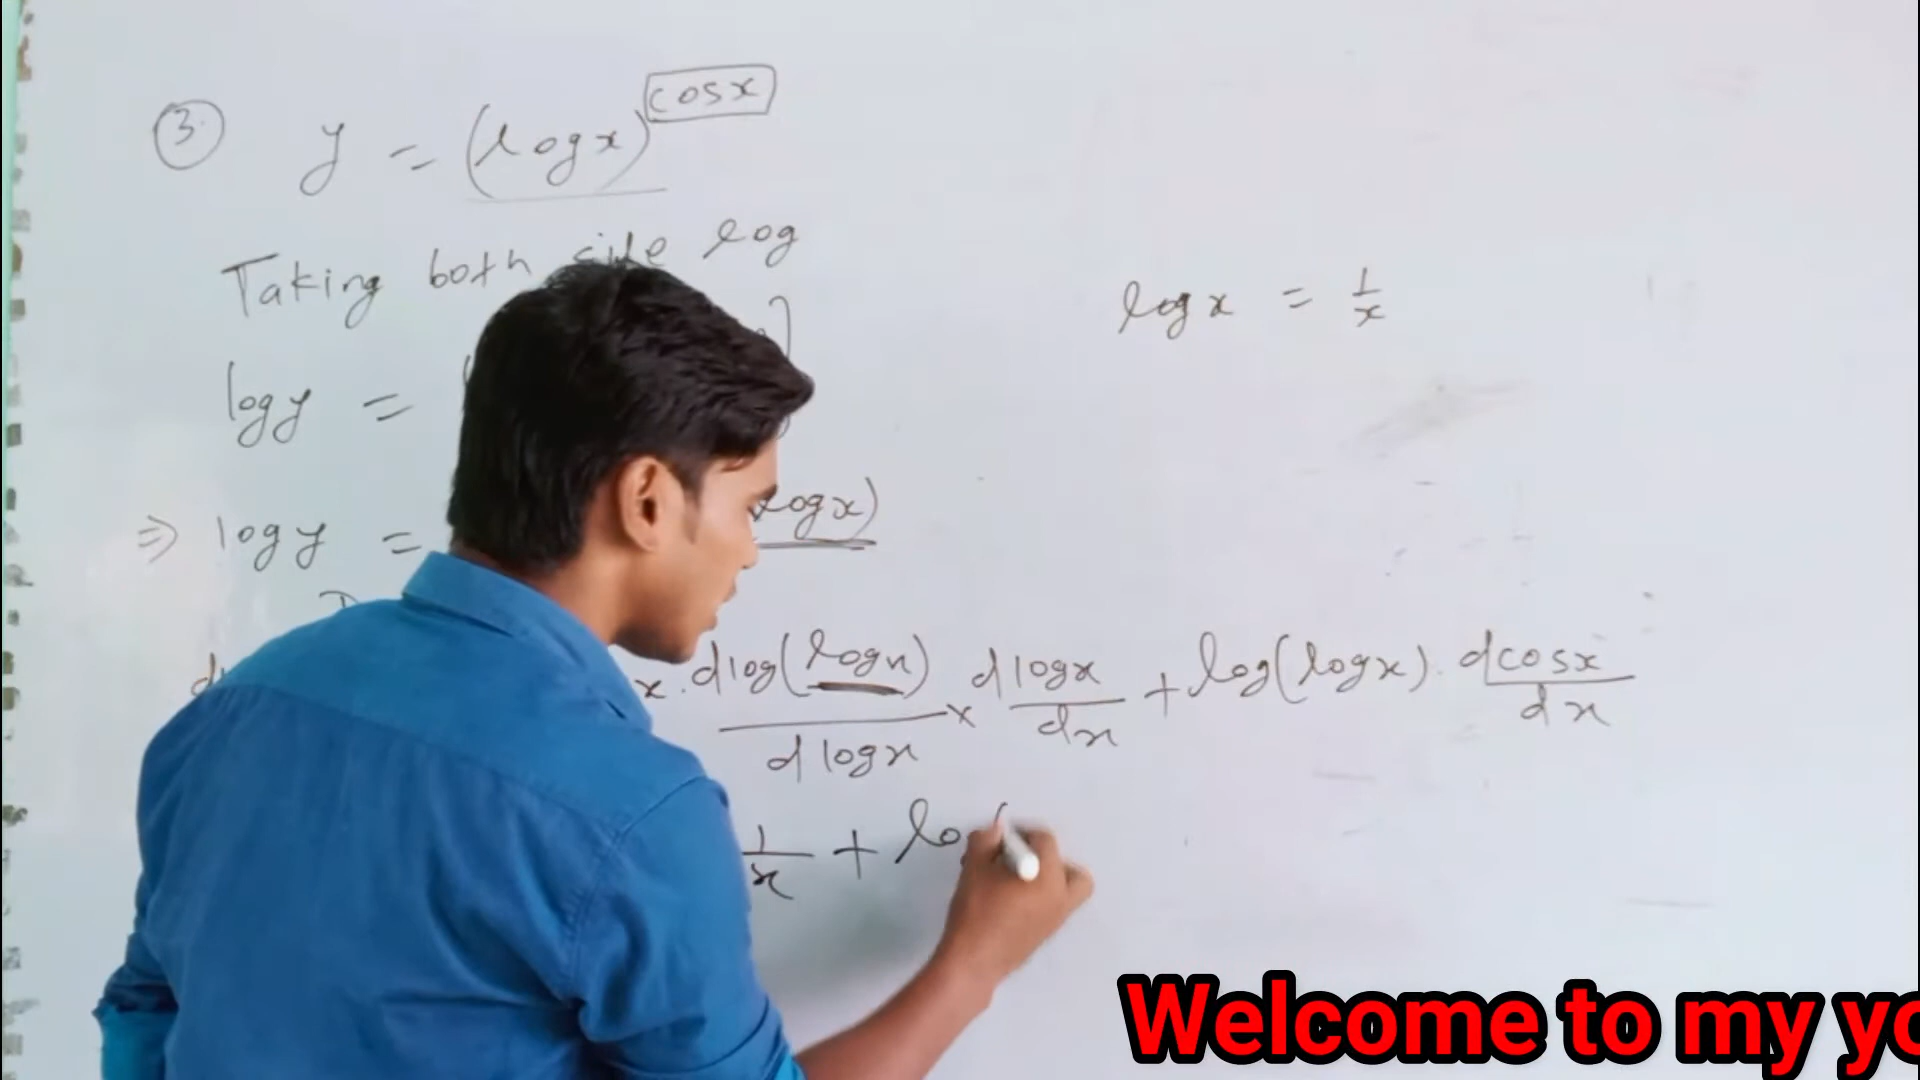 3. y = (logx)^cosx
Taking both side log
logy =
logx = 1/x
⇒ logy = logx)
x . dlog(logx)/dlogx x dlogx/dx + log(logx) . dcosx/dx
1/x + log(
Welcome to my yo